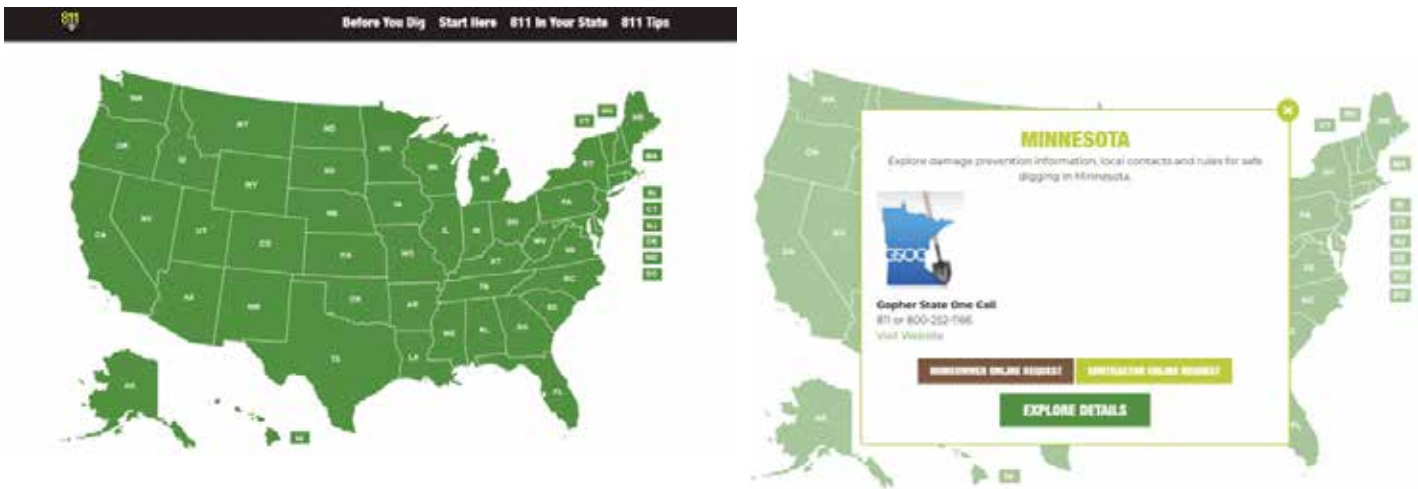 811
Before You Dig Start Here 811 In Your State 811 Tips
WA
MT
ND
OR
ID
SD
WY
NE
IA
NV
UT
CO
CA
KS
MO
AZ
NM
OK
AR
TX
LA
MS
AL
GA
TN
KY
IL
IN
OH
PA
WV
VA
NC
SC
FL
NY
VT
ME
MA
RI
CT
NJ
DE
MD
DC
AK
HI
MINNESOTA
Explore damage prevention information, local contacts and rules for safe
digging in Minnesota.
GSOC
Gopher State One Call
811 or 800-252-1166
Visit Website
HOMEOWNER ONLINE REQUEST CONTRACTOR ONLINE REQUEST
EXPLORE DETAILS